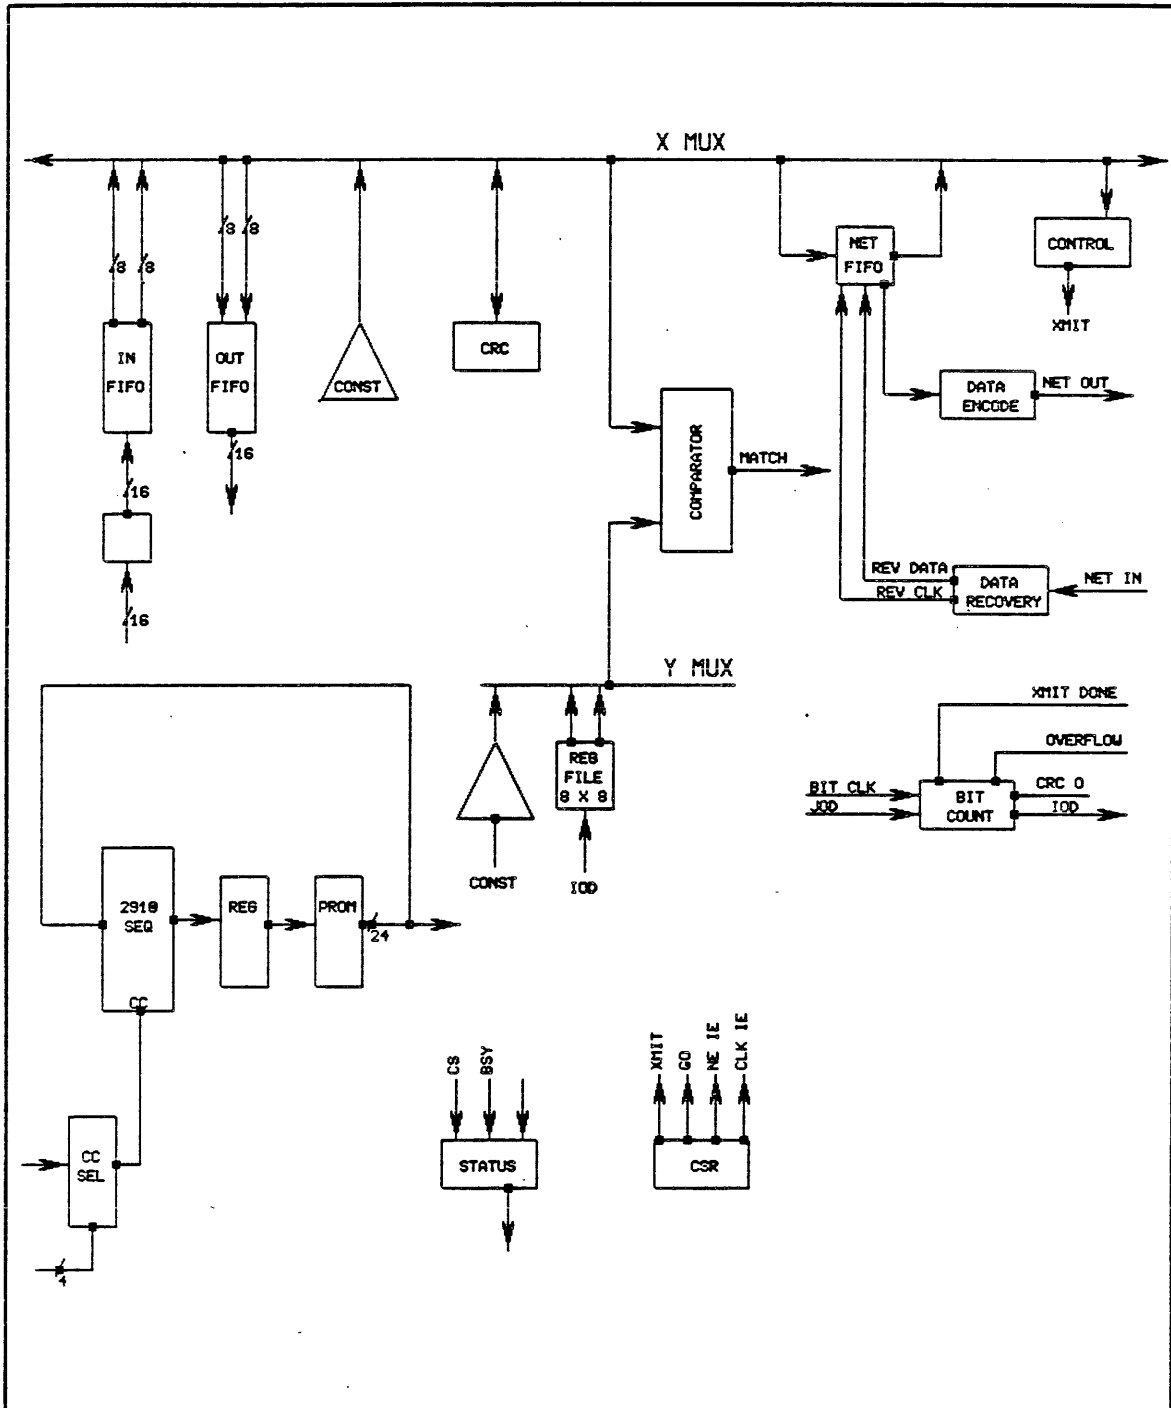 X MUX
8
8
8
8
NET
FIFO
CONTROL
XMIT
IN
FIFO
OUT
FIFO
CONST
CRC
DATA
ENCODE
NET OUT
16
16
COMPARATOR
MATCH
16
REV DATA
REV CLK
DATA
RECOVERY
NET IN
Y MUX
XMIT DONE
OVERFLOW
REG
FILE
8 X 8
BIT CLK
JOD
BIT
COUNT
CRC 0
IOD
CONST
IOD
2910
SEQ
CC
REG
PROM
24
CS
BSY
STATUS
XMIT
GO
NE IE
CLK IE
CSR
CC
SEL
4